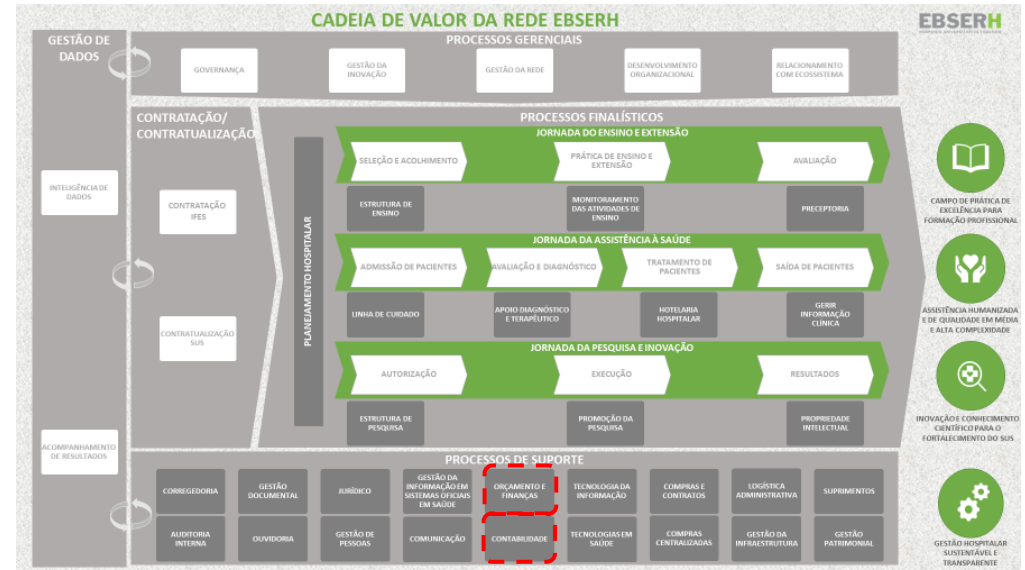 CADEIA DE VALOR DA REDE EBSERH
EBSERH
GESTÃO DE
DADOS
PROCESSOS GERENCIAIS
GOVERNANÇA
GESTÃO DA
INOVAÇÃO
GESTÃO DA REDE
DESENVOLVIMENTO
ORGANIZACIONAL
RELACIONAMENTO
COM ECOSSISTEMA
INTELIGÊNCIA DE
DADOS
ACOMPANHAMENTO
DE RESULTADOS
CONTRATAÇÃO/
CONTRATUALIZAÇÃO
CONTRATAÇÃO
IFES
CONTRATUALIZAÇÃO
SUS
PROCESSOS FINALÍSTICOS
PLANEJAMENTO HOSPITALAR
JORNADA DO ENSINO E EXTENSÃO
SELEÇÃO E ACOLHIMENTO
PRÁTICA DE ENSINO E
EXTENSÃO
AVALIAÇÃO
ESTRUTURA DE
ENSINO
MONITORAMENTO
DAS ATIVIDADES DE
ENSINO
PRECEPTORIA
JORNADA DA ASSISTÊNCIA À SAÚDE
ADMISSÃO DE PACIENTES
AVALIAÇÃO E DIAGNÓSTICO
TRATAMENTO DE
PACIENTES
SAÍDA DE PACIENTES
LINHA DE CUIDADO
APOIO DIAGNÓSTICO
E TERAPÊUTICO
HOTELARIA
HOSPITALAR
GERIR
INFORMAÇÃO
CLÍNICA
JORNADA DA PESQUISA E INOVAÇÃO
AUTORIZAÇÃO
EXECUÇÃO
RESULTADOS
ESTRUTURA DE
PESQUISA
PROMOÇÃO DA
PESQUISA
PROPRIEDADE
INTELECTUAL
PROCESSOS DE SUPORTE
CORREGEDORIA
GESTÃO
DOCUMENTAL
JURÍDICO
GESTÃO DA
INFORMAÇÃO EM
SISTEMAS OFICIAIS
EM SAÚDE
ORÇAMENTO E
FINANÇAS
TECNOLOGIA DA
INFORMAÇÃO
COMPRAS E
CONTRATOS
LOGÍSTICA
ADMINISTRATIVA
SUPRIMENTOS
AUDITORIA
INTERNA
OUVIDORIA
GESTÃO DE
PESSOAS
COMUNICAÇÃO
CONTABILIDADE
TECNOLOGIAS EM
SAÚDE
COMPRAS
CENTRALIZADAS
GESTÃO DA
INFRAESTRUTURA
GESTÃO
PATRIMONIAL
CAMPO DE PRÁTICA DE
EXCELÊNCIA PARA
FORMAÇÃO PROFISSIONAL
ASSISTÊNCIA HUMANIZADA
E DE QUALIDADE EM MÉDIA
E ALTA COMPLEXIDADE
INOVAÇÃO E CONHECIMENTO
CIENTÍFICO PARA O
FORTALECIMENTO DO SUS
GESTÃO HOSPITALAR
SUSTENTÁVEL E
TRANSPARENTE